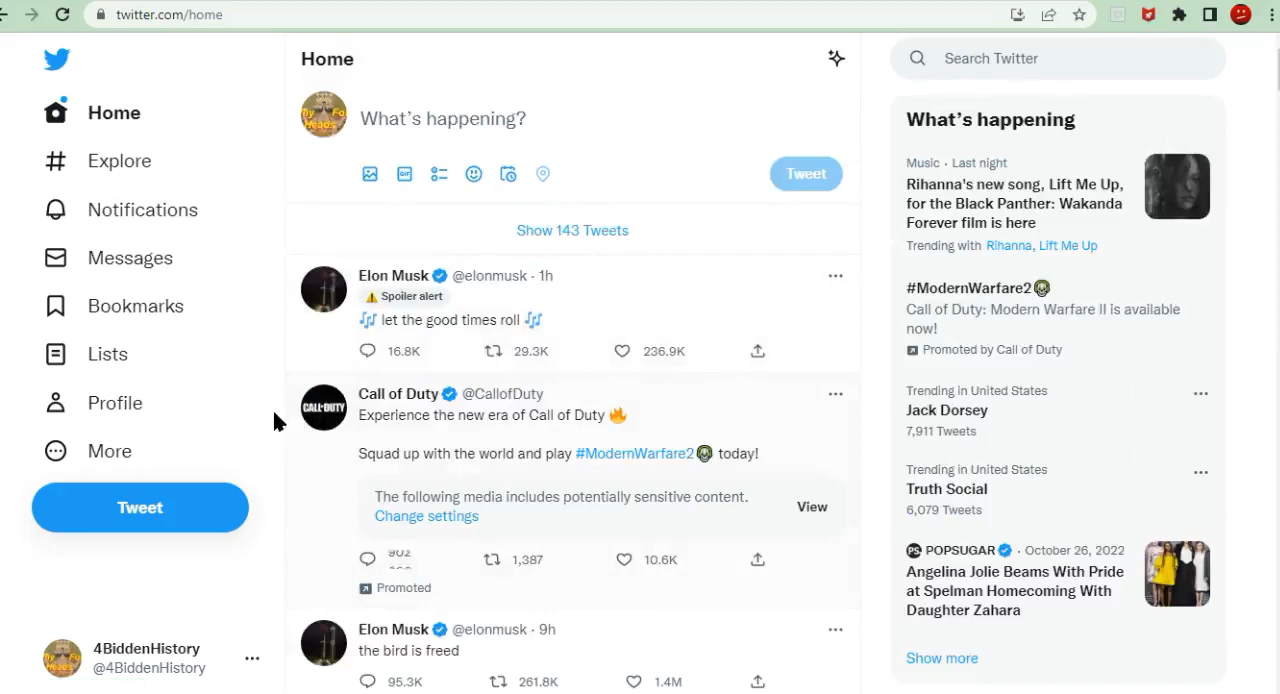 twitter.com/home
Home
Explore
Notifications
Messages
Bookmarks
Lists
Profile
More
Tweet
4BiddenHistory
@4BiddenHistory
Home
What's happening?
GIF
Tweet
Show 143 Tweets
Elon Musk @elonmusk · 1h
Spoiler alert
🎶 let the good times roll 🎶
16.8K 29.3K 236.9K
CALL·DUTY
Call of Duty @CallofDuty
Experience the new era of Call of Duty 🔥
Squad up with the world and play #ModernWarfare2 today!
The following media includes potentially sensitive content.
Change settings
View
1,387 10.6K
Promoted
Elon Musk @elonmusk · 9h
the bird is freed
95.3K 261.8K 1.4M
Search Twitter
What's happening
Music · Last night
Rihanna's new song, Lift Me Up,
for the Black Panther: Wakanda
Forever film is here
Trending with Rihanna, Lift Me Up
#ModernWarfare2
Call of Duty: Modern Warfare II is available
now!
Promoted by Call of Duty
Trending in United States
Jack Dorsey
7,911 Tweets
Trending in United States
Truth Social
6,079 Tweets
PS. POPSUGAR · October 26, 2022
Angelina Jolie Beams With Pride
at Spelman Homecoming With
Daughter Zahara
Show more